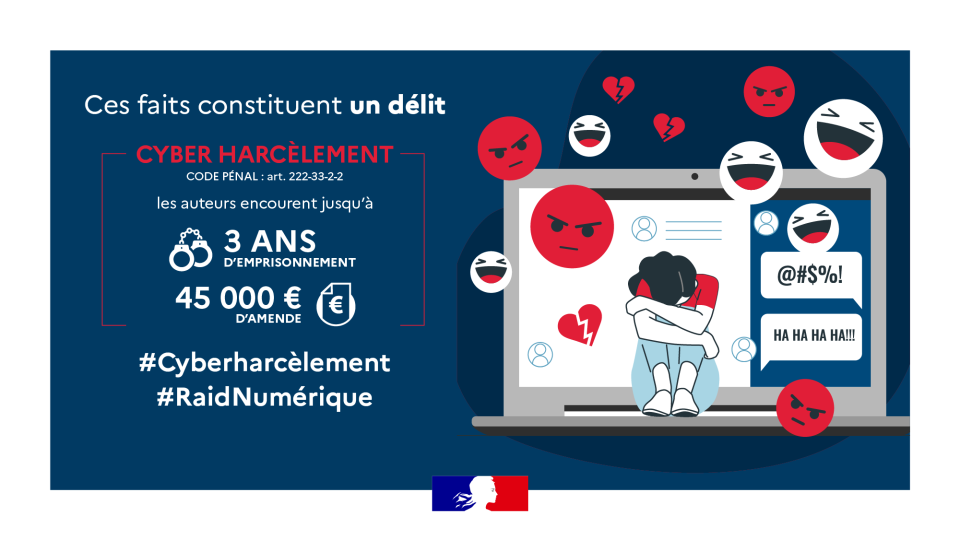 Ces faits constituent un délit
CYBER HARCÈLEMENT
CODE PÉNAL : art. 222-33-2-2
les auteurs encourent jusqu'à
3 ANS
D'EMPRISONNEMENT
45 000 €
D'AMENDE
€
#Cyberharcèlement
#RaidNumérique
@#$%!
HA HA HA HA!!!